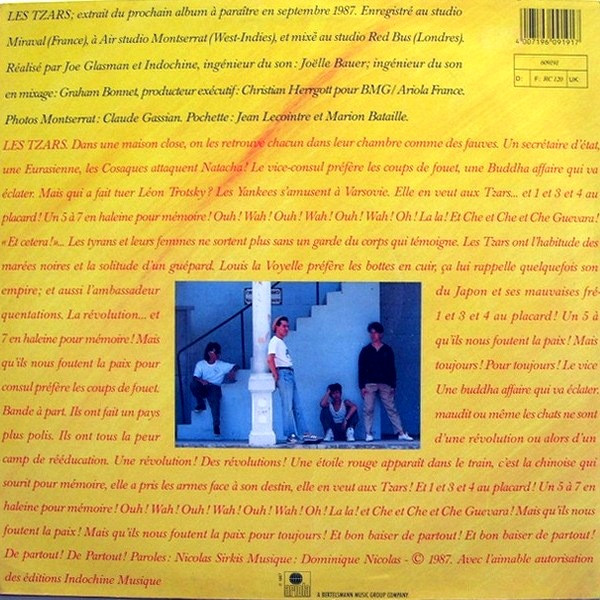 LES TZARS; extrait du prochain album à paraître en septembre 1987. Enregistré au studio
Miraval (France), à Air studio Montserrat (West-Indies), et mixẽ au studio Red Bus (Londres).
Réalisé par Joe Glasman et Indochine, ingénieur du son : Joëlle Bauer; ingénieur du son
en mixage : Graham Bonnet, producteur exécutif : Christian Herrgott pour BMG/Ariola France.
Photos Montserrat : Claude Gassian. Pochette : Jean Lecointre et Marion Bataille.
4 007196 091917
609191
D: F: RC 120 UK:
LES TZARS. Dans une maison close, on les retrouve chacun dans leur chambre comme des fauves. Un secrétaire d'état,
une Eurasienne, les Cosaques attaquent Natacha! Le vice-consul préfère les coups de fouet, une Buddha affaire qui va
éclater. Mais qui a fait tuer Léon Trotsky? Les Yankees s'amusent à Varsovie. Elle en veut aux Tzars... et 1 et 3 et 4 au
placard! Un 5 à 7 en haleine pour mémoire! Ouh! Wah! Ouh! Wah! Ouh! Wah! Oh! La la! Et Che et Che et Che Guevara!
«Et cetera!»... Les tyrans et leurs femmes ne sortent plus sans un garde du corps qui témoigne. Les Tzars ont l'habitude des
marées noires et la solitude d'un guépard. Louis la Voyelle préfère les bottes en cuir, ça lui rappelle quelquefois son
empire; et aussi l'ambassadeur du Japon et ses mauvaises fré-
quentations. La révolution... et 1 et 3 et 4 au placard! Un 5 à
7 en haleine pour mémoire! Mais qu'ils nous foutent la paix! Mais
qu'ils nous foutent la paix pour toujours! Pour toujours! Le vice
consul préfère les coups de fouet. Une buddha affaire qui va éclater.
Bande à part. Ils ont fait un pays maudit ou même les chats ne sont
plus polis. Ils ont tous la peur d'une révolution ou alors d'un
camp de rééducation. Une révolution! Des révolutions! Une étoile rouge apparaît dans le train, c'est la chinoise qui
sourit pour mémoire, elle a pris les armes face à son destin, elle en veut aux Tzars! Et 1 et 3 et 4 au placard! Un 5 à 7 en
haleine pour mémoire! Ouh! Wah! Ouh! Wah! Ouh! Wah! Oh! La la! et Che et Che et Che Guevara! Mais qu'ils nous
foutent la paix! Mais qu'ils nous foutent la paix pour toujours! Et bon baiser de partout! Et bon baiser de partout!
De partout! De Partout! Paroles : Nicolas Sirkis Musique : Dominique Nicolas - © 1987. Avec l'aimable autorisation
des éditions Indochine Musique
ARIOLA
A BERTELSMANN MUSIC GROUP COMPANY.